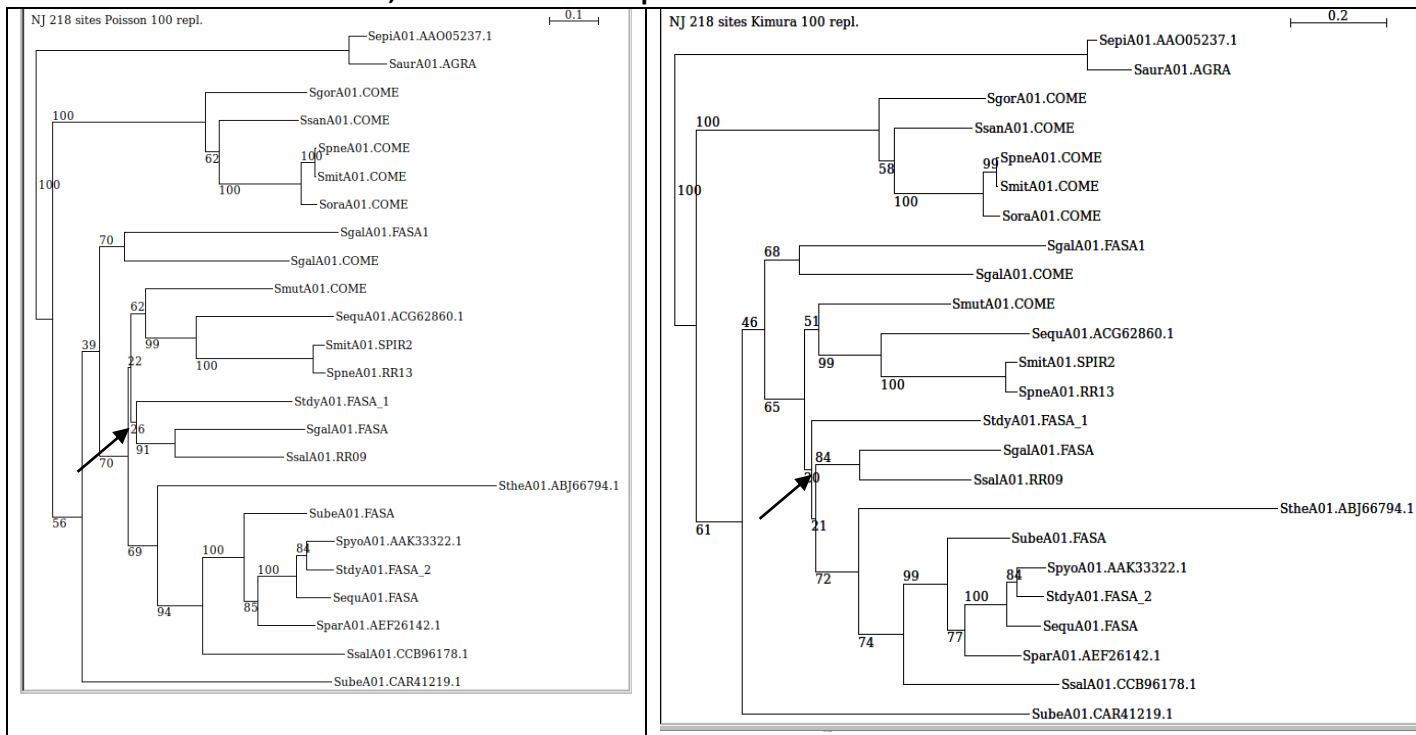 NJ 218 sites Poisson 100 repl.
0.1
SepiA01.AAO05237.1
SaurA01.AGRA
SgorA01.COME
100
SsanA01.COME
SpneA01.COME
100
62
SmitA01.COME
100
100
SoraA01.COME
SgalA01.FASA1
70
SgalA01.COME
SmutA01.COME
62
SequA01.ACG62860.1
99
39
SmitA01.SPIR2
22
100
SpneA01.RR13
StdyA01.FASA_1
26
SgalA01.FASA
91
SsalA01.RR09
70
StheA01.ABJ66794.1
SubeA01.FASA
56
SpyoA01.AAK33322.1
84
69
100
StdyA01.FASA_2
100
SequA01.FASA
85
94
SparA01.AEF26142.1
SsalA01.CCB96178.1
SubeA01.CAR41219.1
NJ 218 sites Kimura 100 repl.
0.2
SepiA01.AAO05237.1
SaurA01.AGRA
SgorA01.COME
100
SsanA01.COME
SpneA01.COME
99
58
SmitA01.COME
100
100
SoraA01.COME
SgalA01.FASA1
68
SgalA01.COME
SmutA01.COME
46
51
SequA01.ACG62860.1
SmitA01.SPIR2
99
100
SpneA01.RR13
65
StdyA01.FASA_1
SgalA01.FASA
84
20
SsalA01.RR09
StheA01.ABJ66794.1
61
21
SubeA01.FASA
SpyoA01.AAK33322.1
72
99
84
StdyA01.FASA_2
100
SequA01.FASA
77
74
SparA01.AEF26142.1
SsalA01.CCB96178.1
SubeA01.CAR41219.1